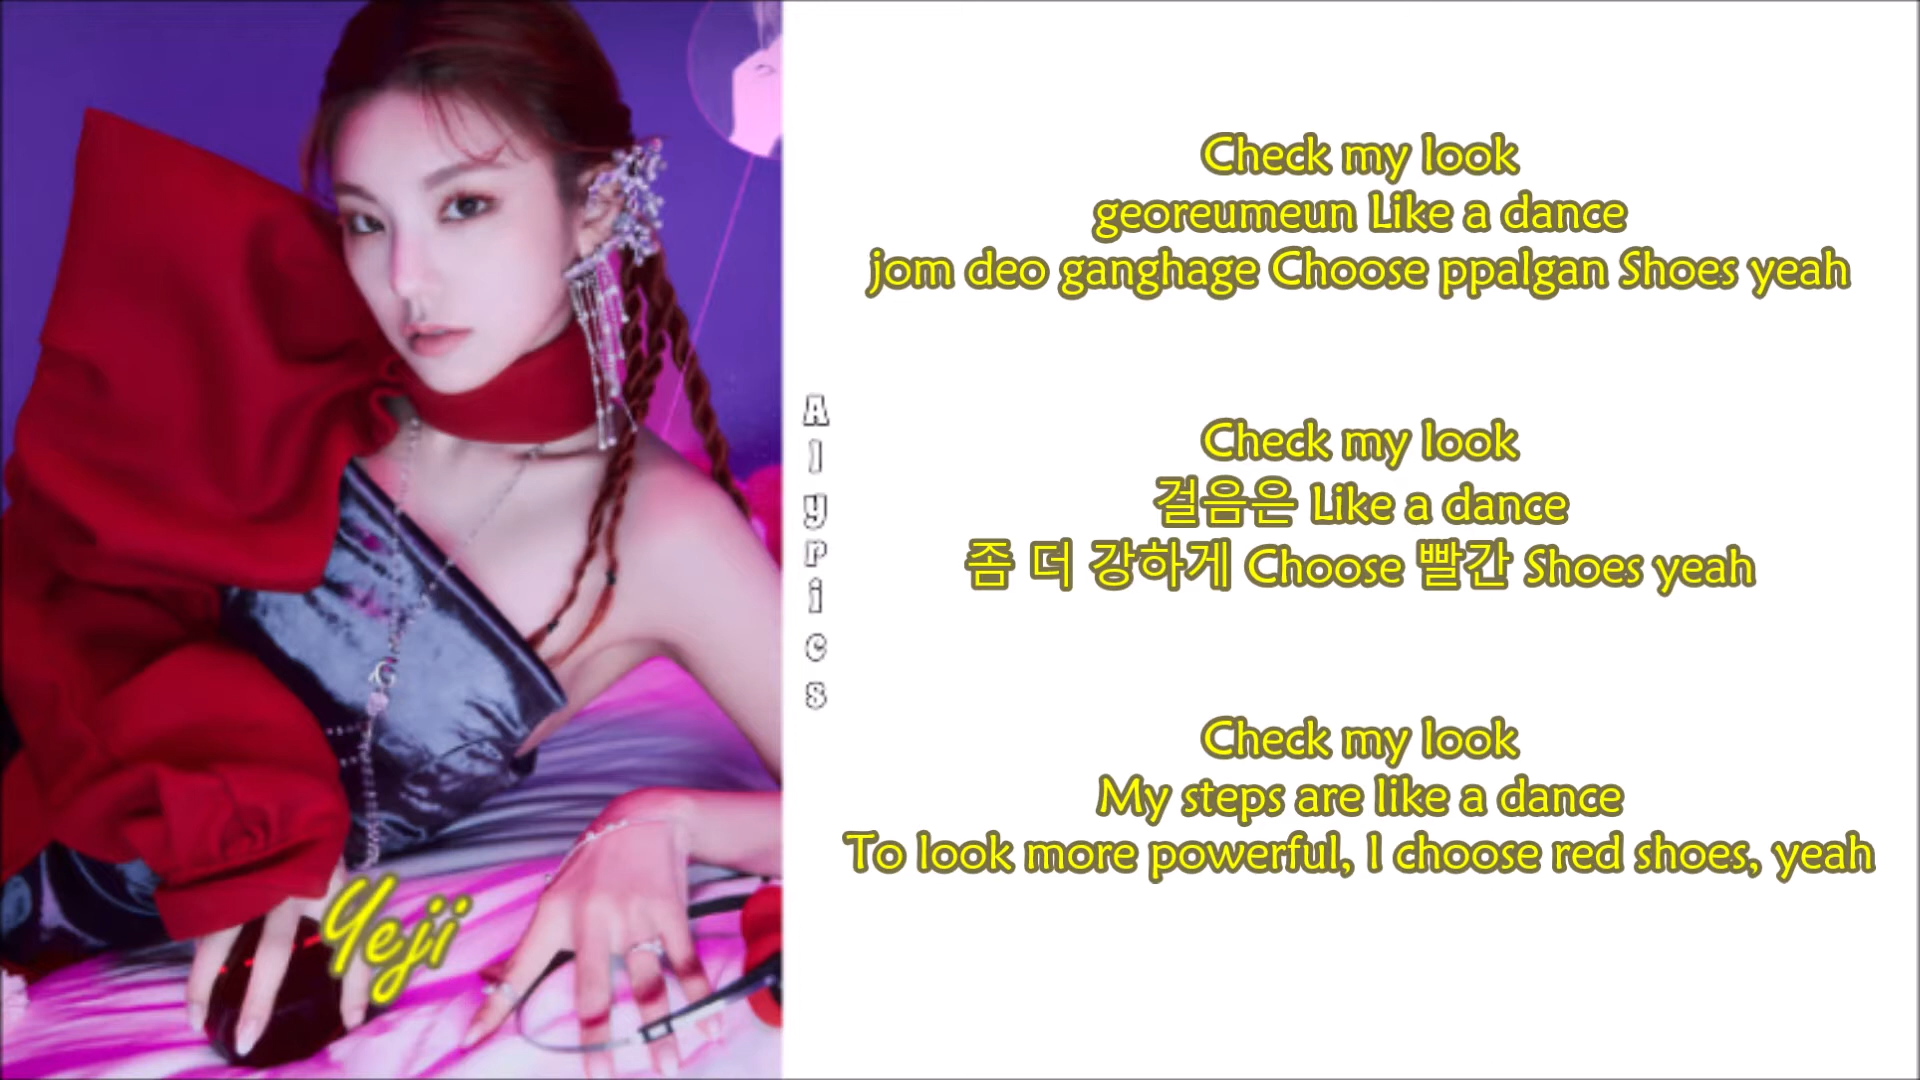 Check my look
georeumeun Like a dance
jom deo ganghage Choose ppalgan Shoes yeah
Check my look
걸음은 Like a dance
좀 더 강하게 Choose 빨간 Shoes yeah
Check my look
My steps are like a dance
To look more powerful, I choose red shoes, yeah
Alyrics
Yeji